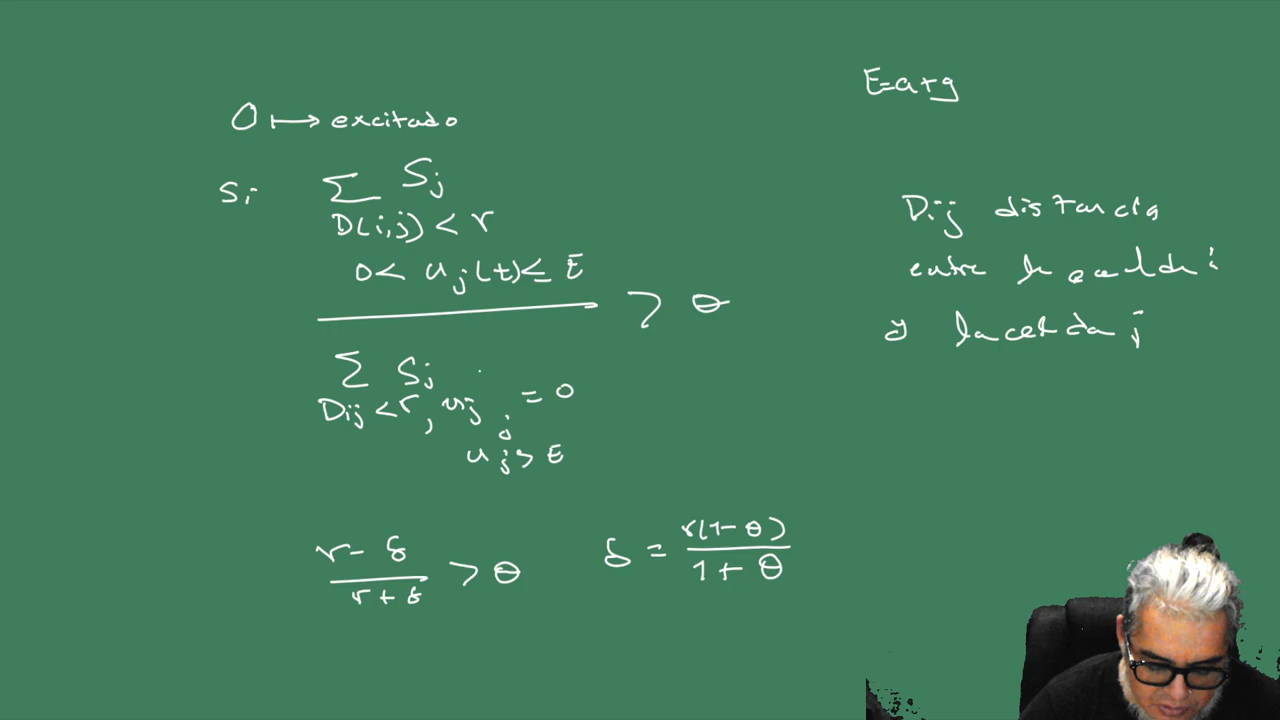 E=a+g
0 ↦ excitado
Si Σ Sj
D(i,j) < r
0 < uj(t) ≤ E
> θ
Σ Sj
Dij < r, uj = 0
ó
uj > E
r - δ / r + δ > θ
δ = r(1-θ) / 1 + θ
Dij distancia
entre la celda i
y la celda j